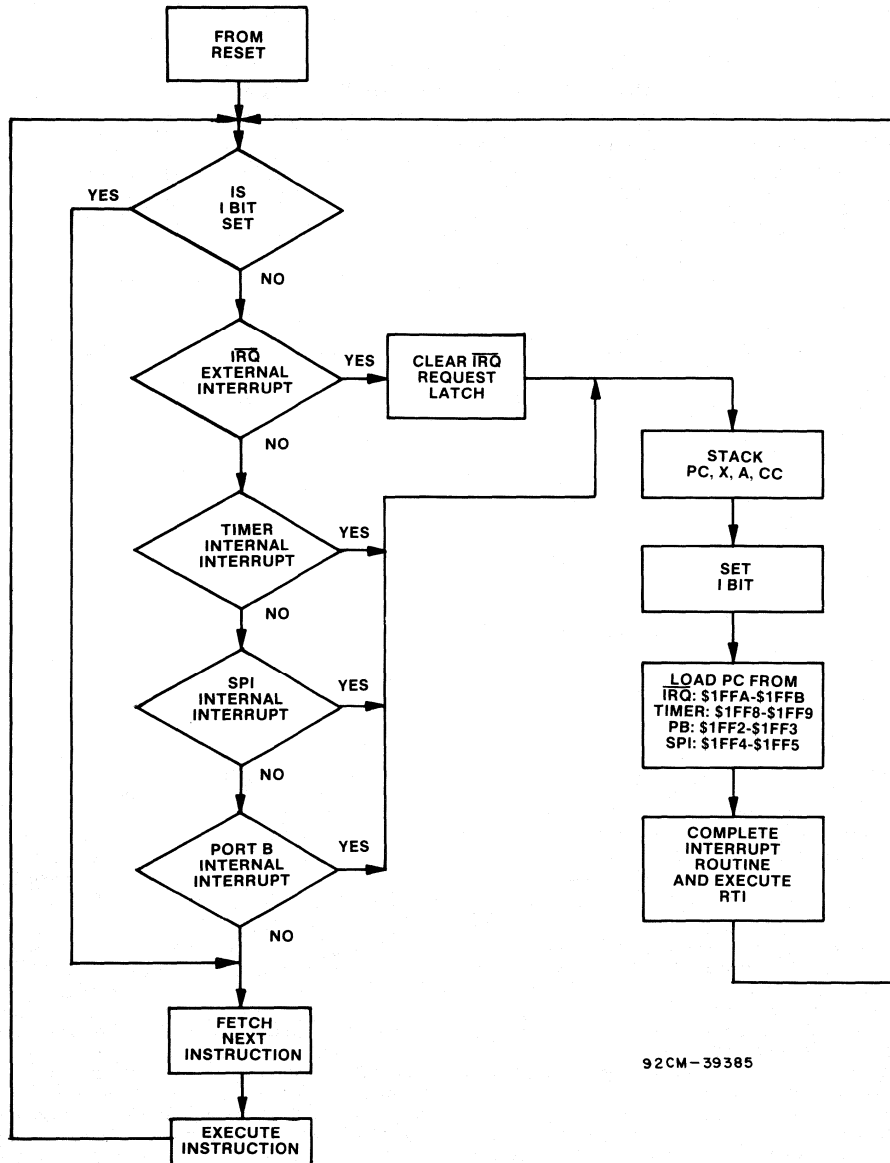 FROM
RESET
YES
IS
I BIT
SET
NO
IRQ
EXTERNAL
INTERRUPT
YES
CLEAR IRQ
REQUEST
LATCH
NO
STACK
PC, X, A, CC
TIMER
INTERNAL
INTERRUPT
YES
SET
I BIT
NO
SPI
INTERNAL
INTERRUPT
YES
LOAD PC FROM
IRQ: $1FFA-$1FFB
TIMER: $1FF8-$1FF9
PB: $1FF2-$1FF3
SPI: $1FF4-$1FF5
NO
PORT B
INTERNAL
INTERRUPT
YES
COMPLETE
INTERRUPT
ROUTINE
AND EXECUTE
RTI
NO
FETCH
NEXT
INSTRUCTION
92CM-39385
EXECUTE
INSTRUCTION